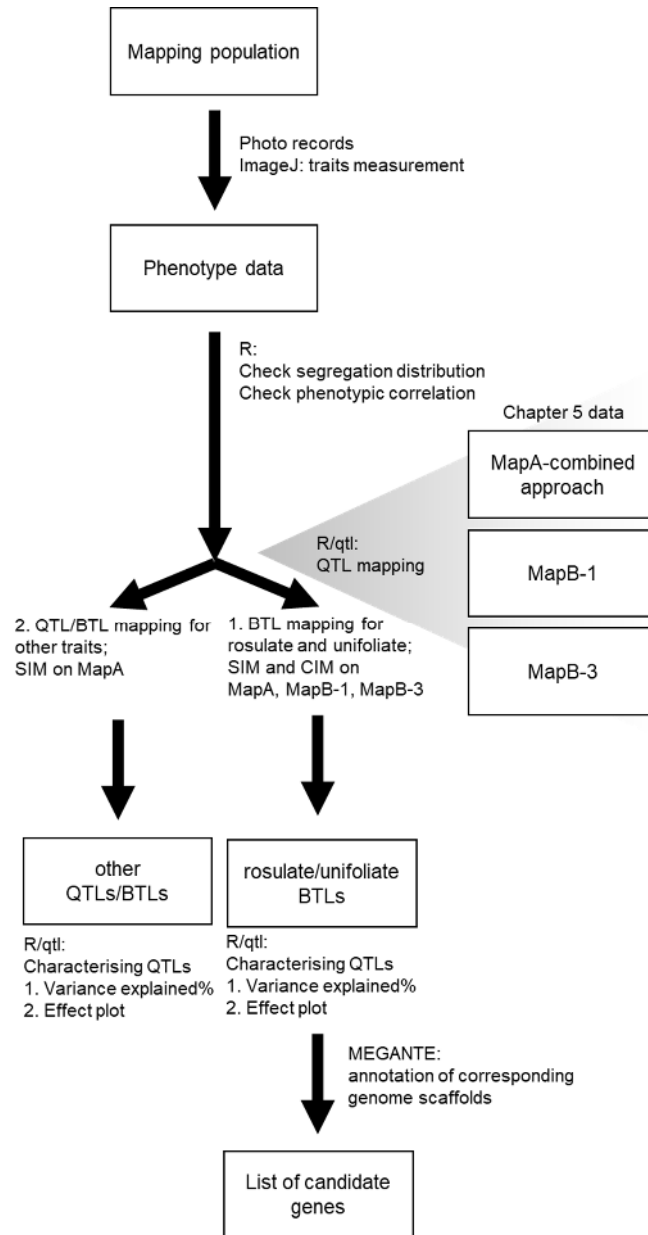 Mapping population
Photo records
ImageJ: traits measurement
Phenotype data
R:
Check segregation distribution
Check phenotypic correlation
Chapter 5 data
MapA-combined
approach
R/qtl:
QTL mapping
MapB-1
MapB-3
2. QTL/BTL mapping for
other traits;
SIM on MapA
1. BTL mapping for
rosulate and unifoliate;
SIM and CIM on
MapA, MapB-1, MapB-3
other
QTLs/BTLs
R/qtl:
Characterising QTLs
1. Variance explained%
2. Effect plot
rosulate/unifoliate
BTLs
R/qtl:
Characterising QTLs
1. Variance explained%
2. Effect plot
MEGANTE:
annotation of corresponding
genome scaffolds
List of candidate
genes